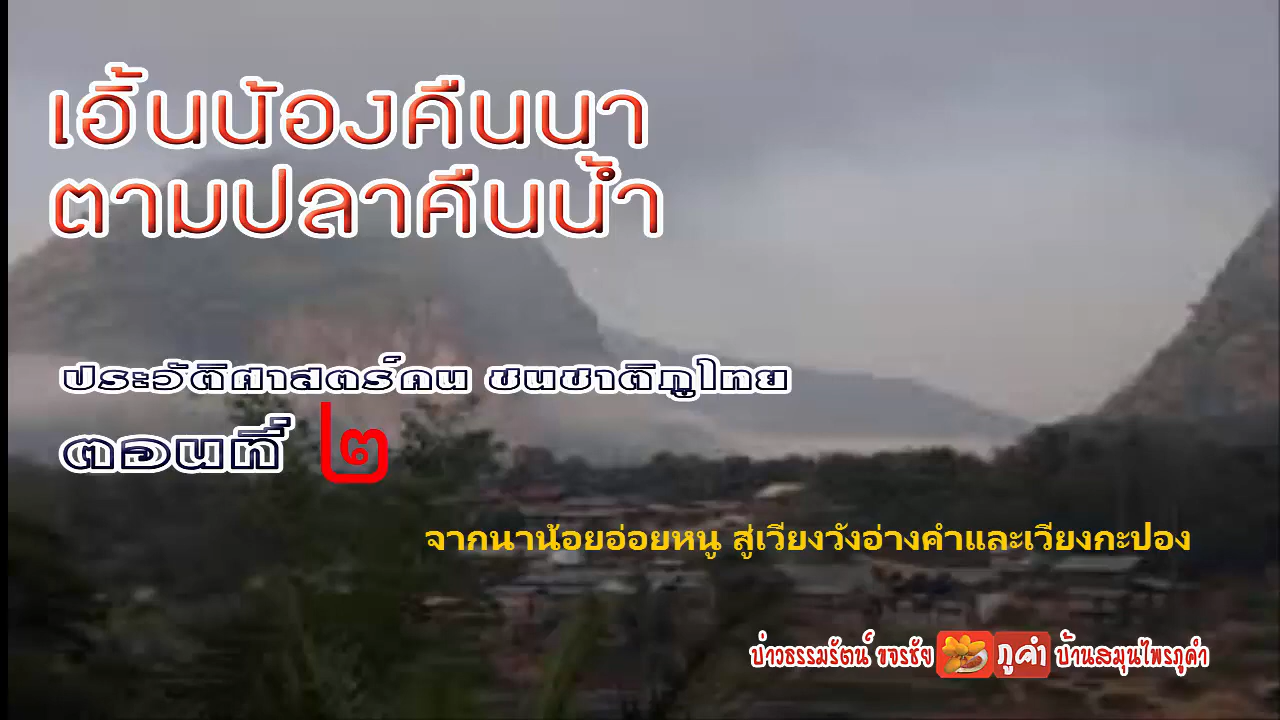 เอิ้นน้องคืนนา
ตามปลาคืนน้ำ
ประวัติศาสตร์คน ชนชาติภูไทย
ตอนที่ ๒
จากนาน้อยอ่อยหนู สู่เวียงวังอ่างคำและเวียงกะปอง
บ่าวธรรมรัตน์ ขจรชัย ภูคำ บ้านสมุนไพรภูคำ